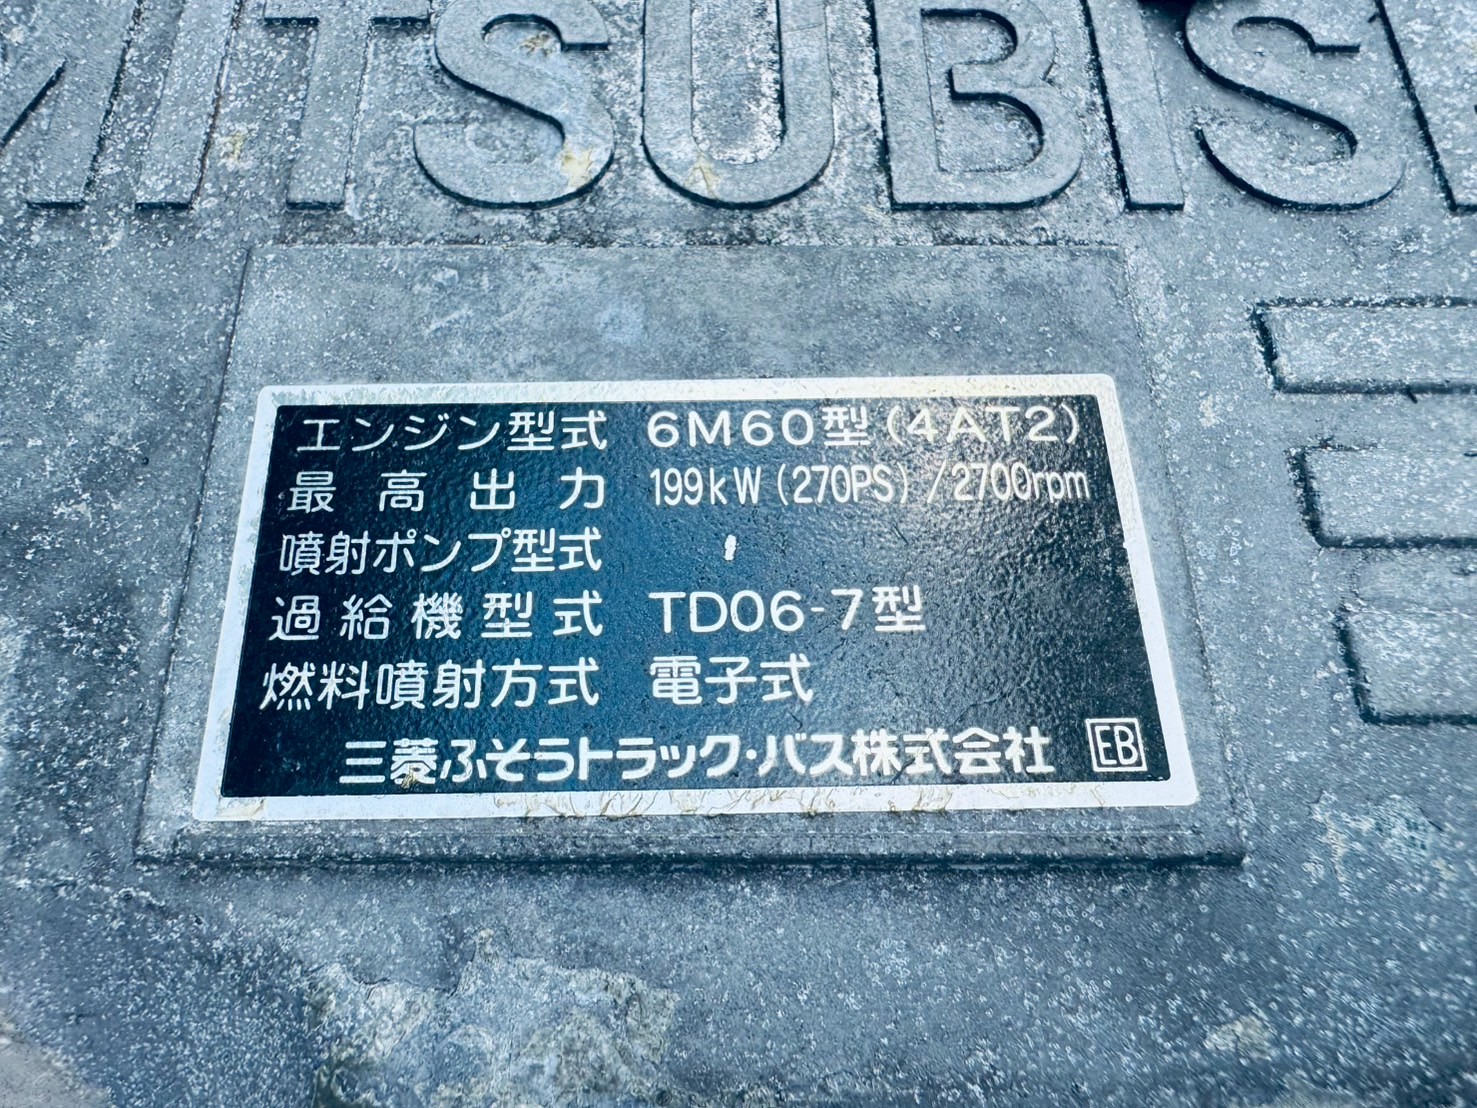 MITSUBISH
エンジン型式 6M60型(4AT2)
最高出力 199kW(270PS)/2700rpm
噴射ポンプ型式
過給機型式 TD06-7型
燃料噴射方式 電子式
三菱ふそうトラック・バス株式会社 EB